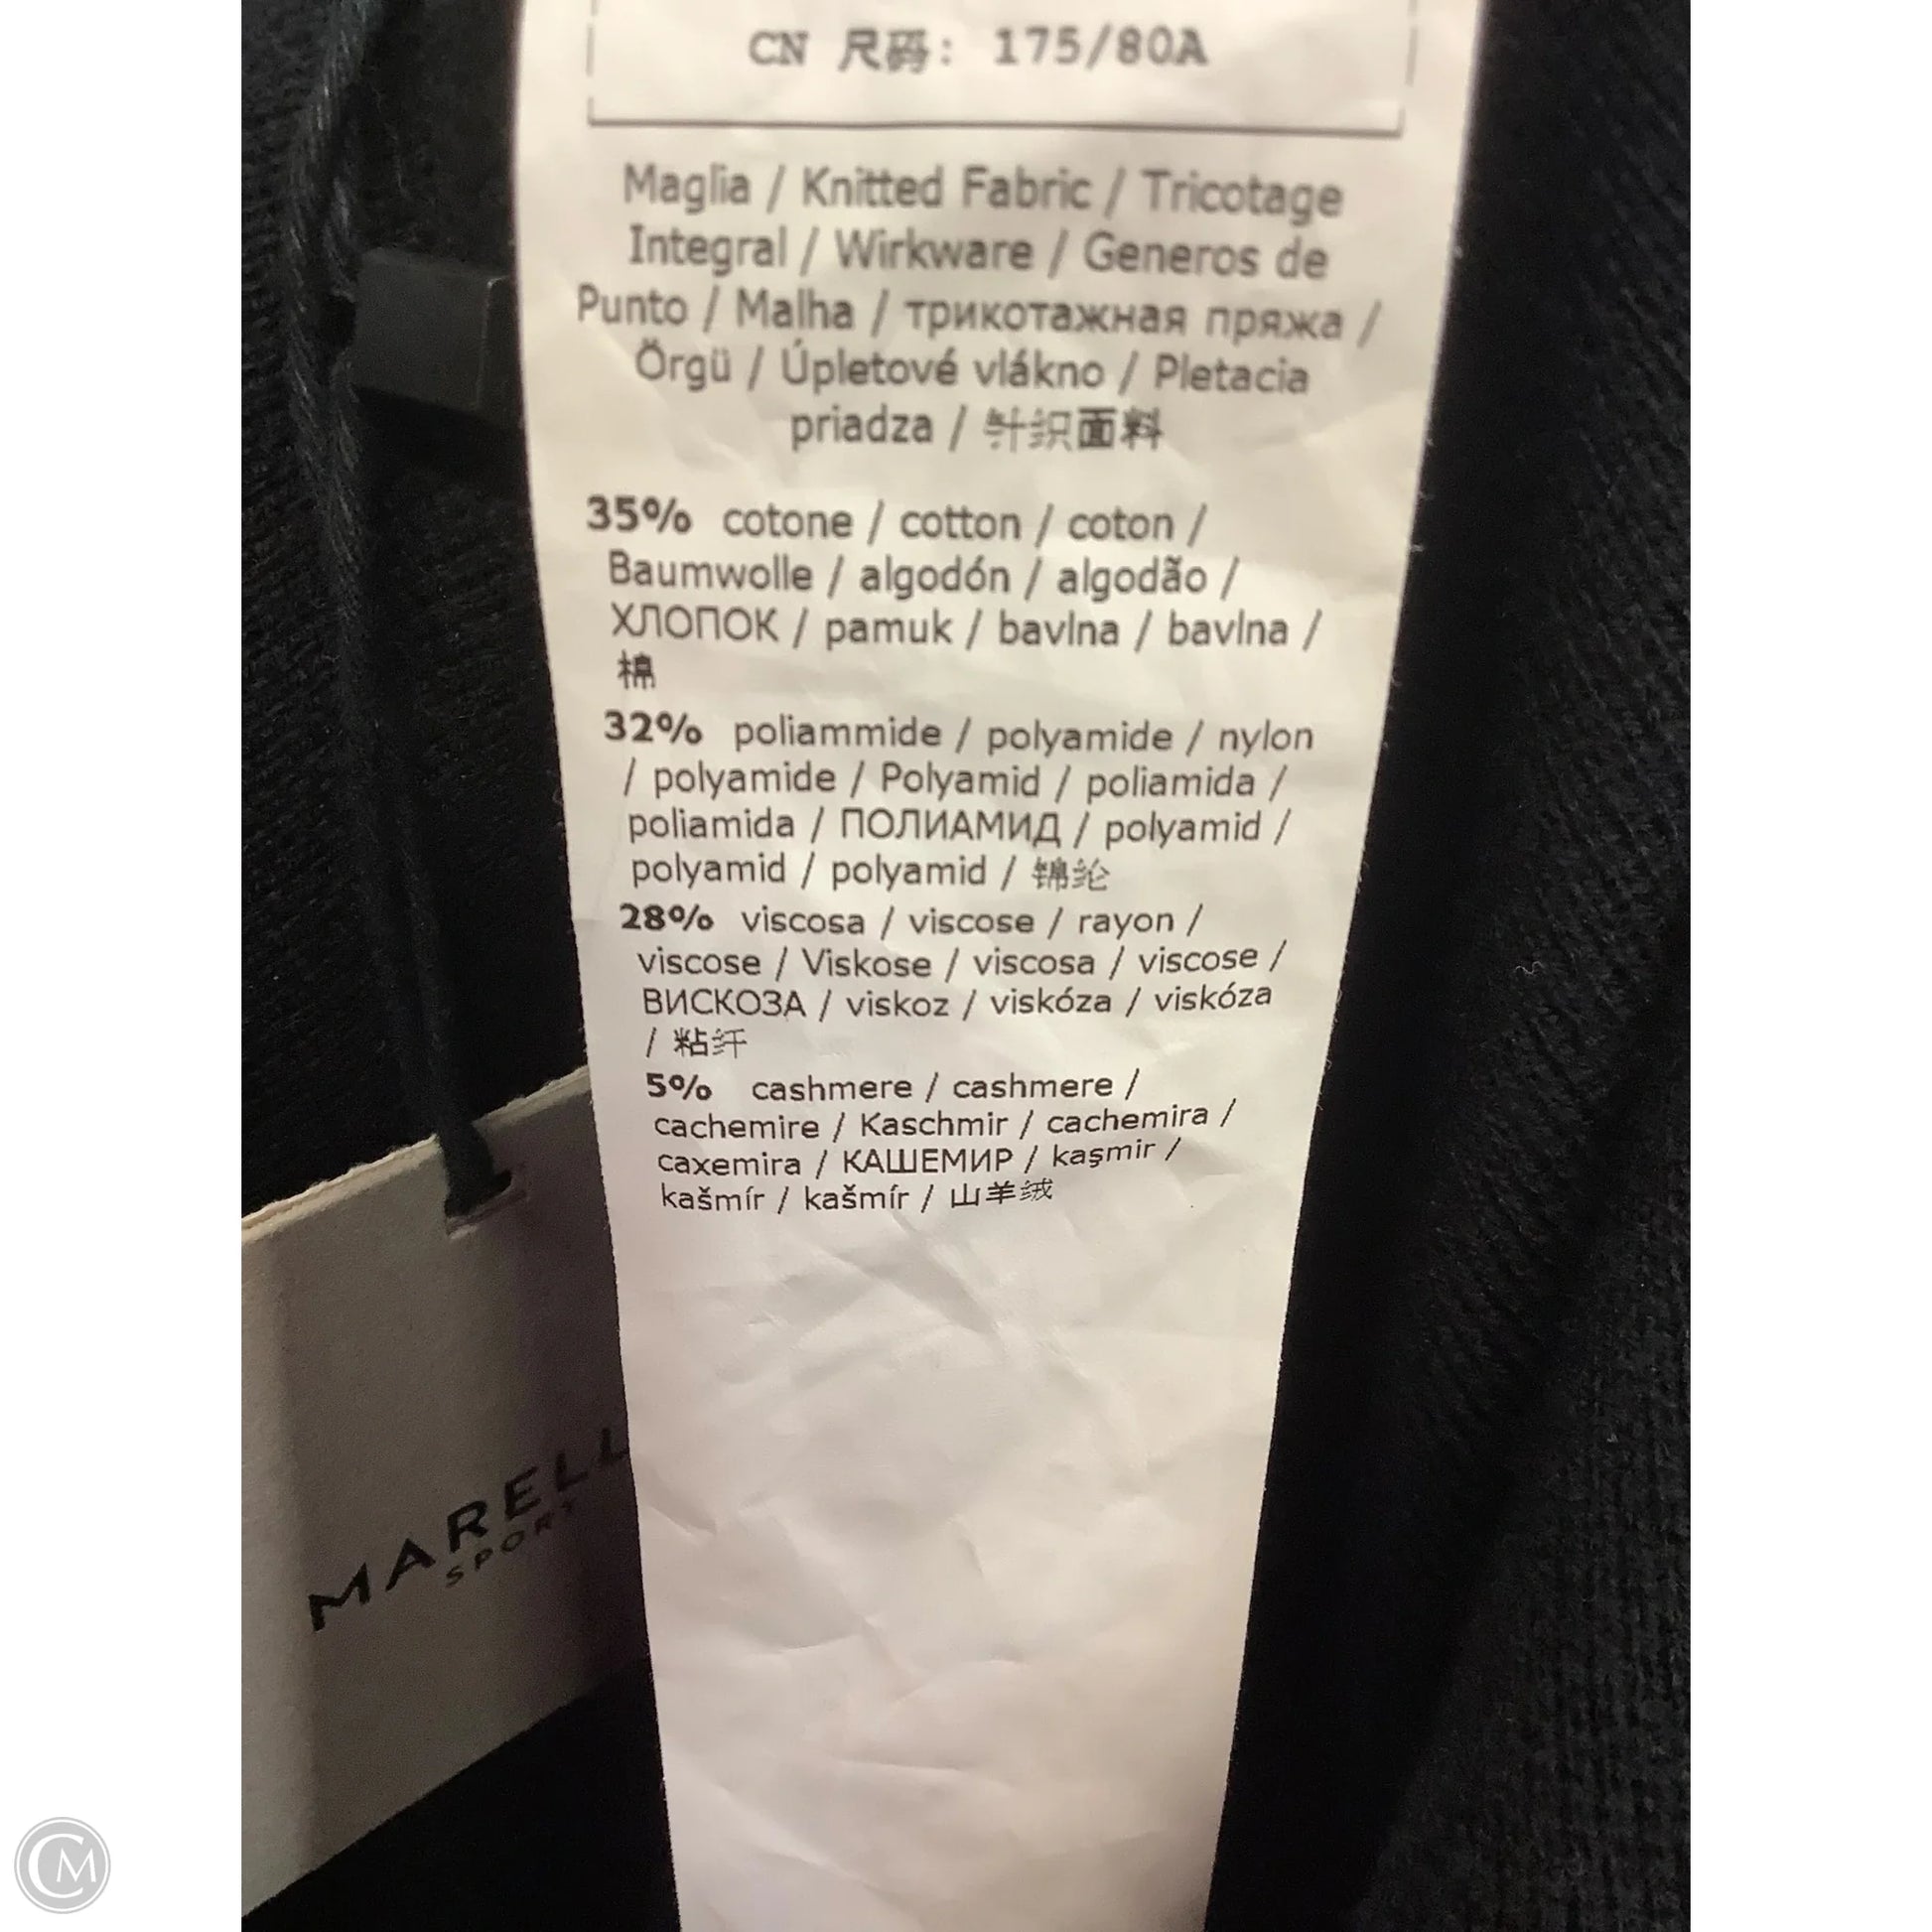 CN 尺码: 175/80A
Maglia / Knitted Fabric / Tricotage
Integral / Wirkware / Generos de
Punto / Malha / трикотажная пряжа /
Örgü / Úpletové vlákno / Pletacia
priadza / 针织面料
35% cotone / cotton / coton /
Baumwolle / algodón / algodão /
ХЛОПОК / pamuk / bavlna / bavlna /
棉
32% poliammide / polyamide / nylon
/ polyamide / Polyamid / poliamida /
poliamida / ПОЛИАМИД / polyamid /
polyamid / polyamid / 锦纶
28% viscosa / viscose / rayon /
viscose / Viskose / viscosa / viscose /
ВИСКОЗА / viskoz / viskóza / viskóza
/ 粘纤
5% cashmere / cashmere /
cachemire / Kaschmir / cachemira /
caxemira / КАШЕМИР / kaşmir /
kašmír / kašmír / 山羊绒
MARELL
SPORT
CM